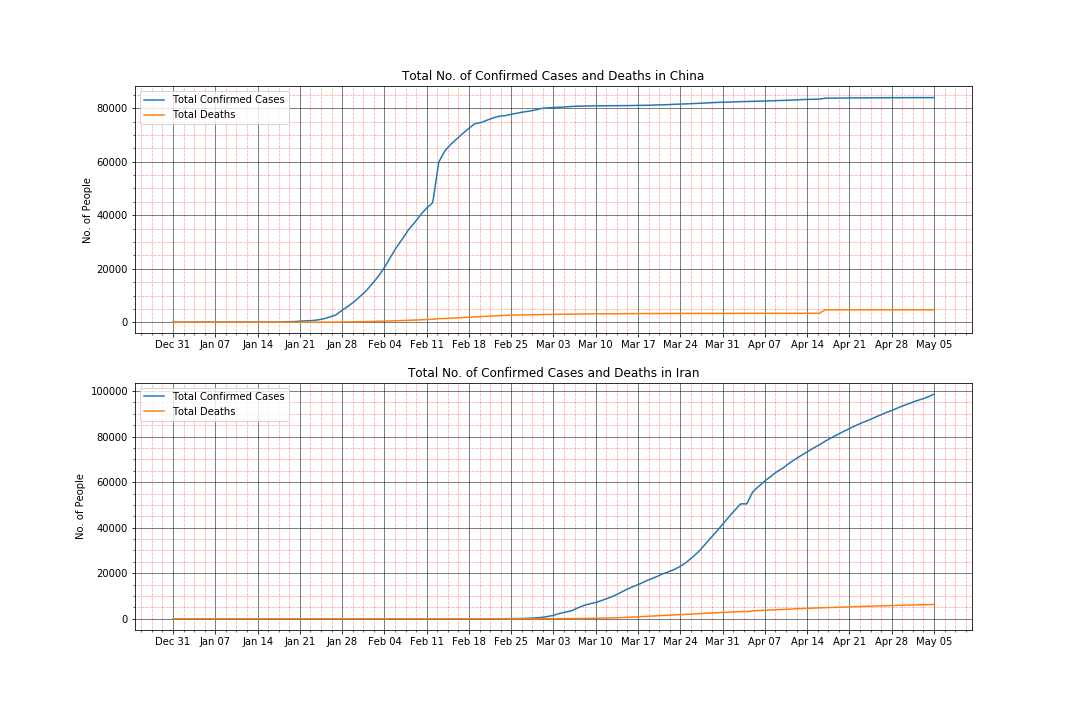 Total No. of Confirmed Cases and Deaths in China
Total Confirmed Cases
Total Deaths
No. of People
80000
60000
40000
20000
0
Dec 31 Jan 07 Jan 14 Jan 21 Jan 28 Feb 04 Feb 11 Feb 18 Feb 25 Mar 03 Mar 10 Mar 17 Mar 24 Mar 31 Apr 07 Apr 14 Apr 21 Apr 28 May 05
Total No. of Confirmed Cases and Deaths in Iran
Total Confirmed Cases
Total Deaths
No. of People
100000
80000
60000
40000
20000
0
Dec 31 Jan 07 Jan 14 Jan 21 Jan 28 Feb 04 Feb 11 Feb 18 Feb 25 Mar 03 Mar 10 Mar 17 Mar 24 Mar 31 Apr 07 Apr 14 Apr 21 Apr 28 May 05